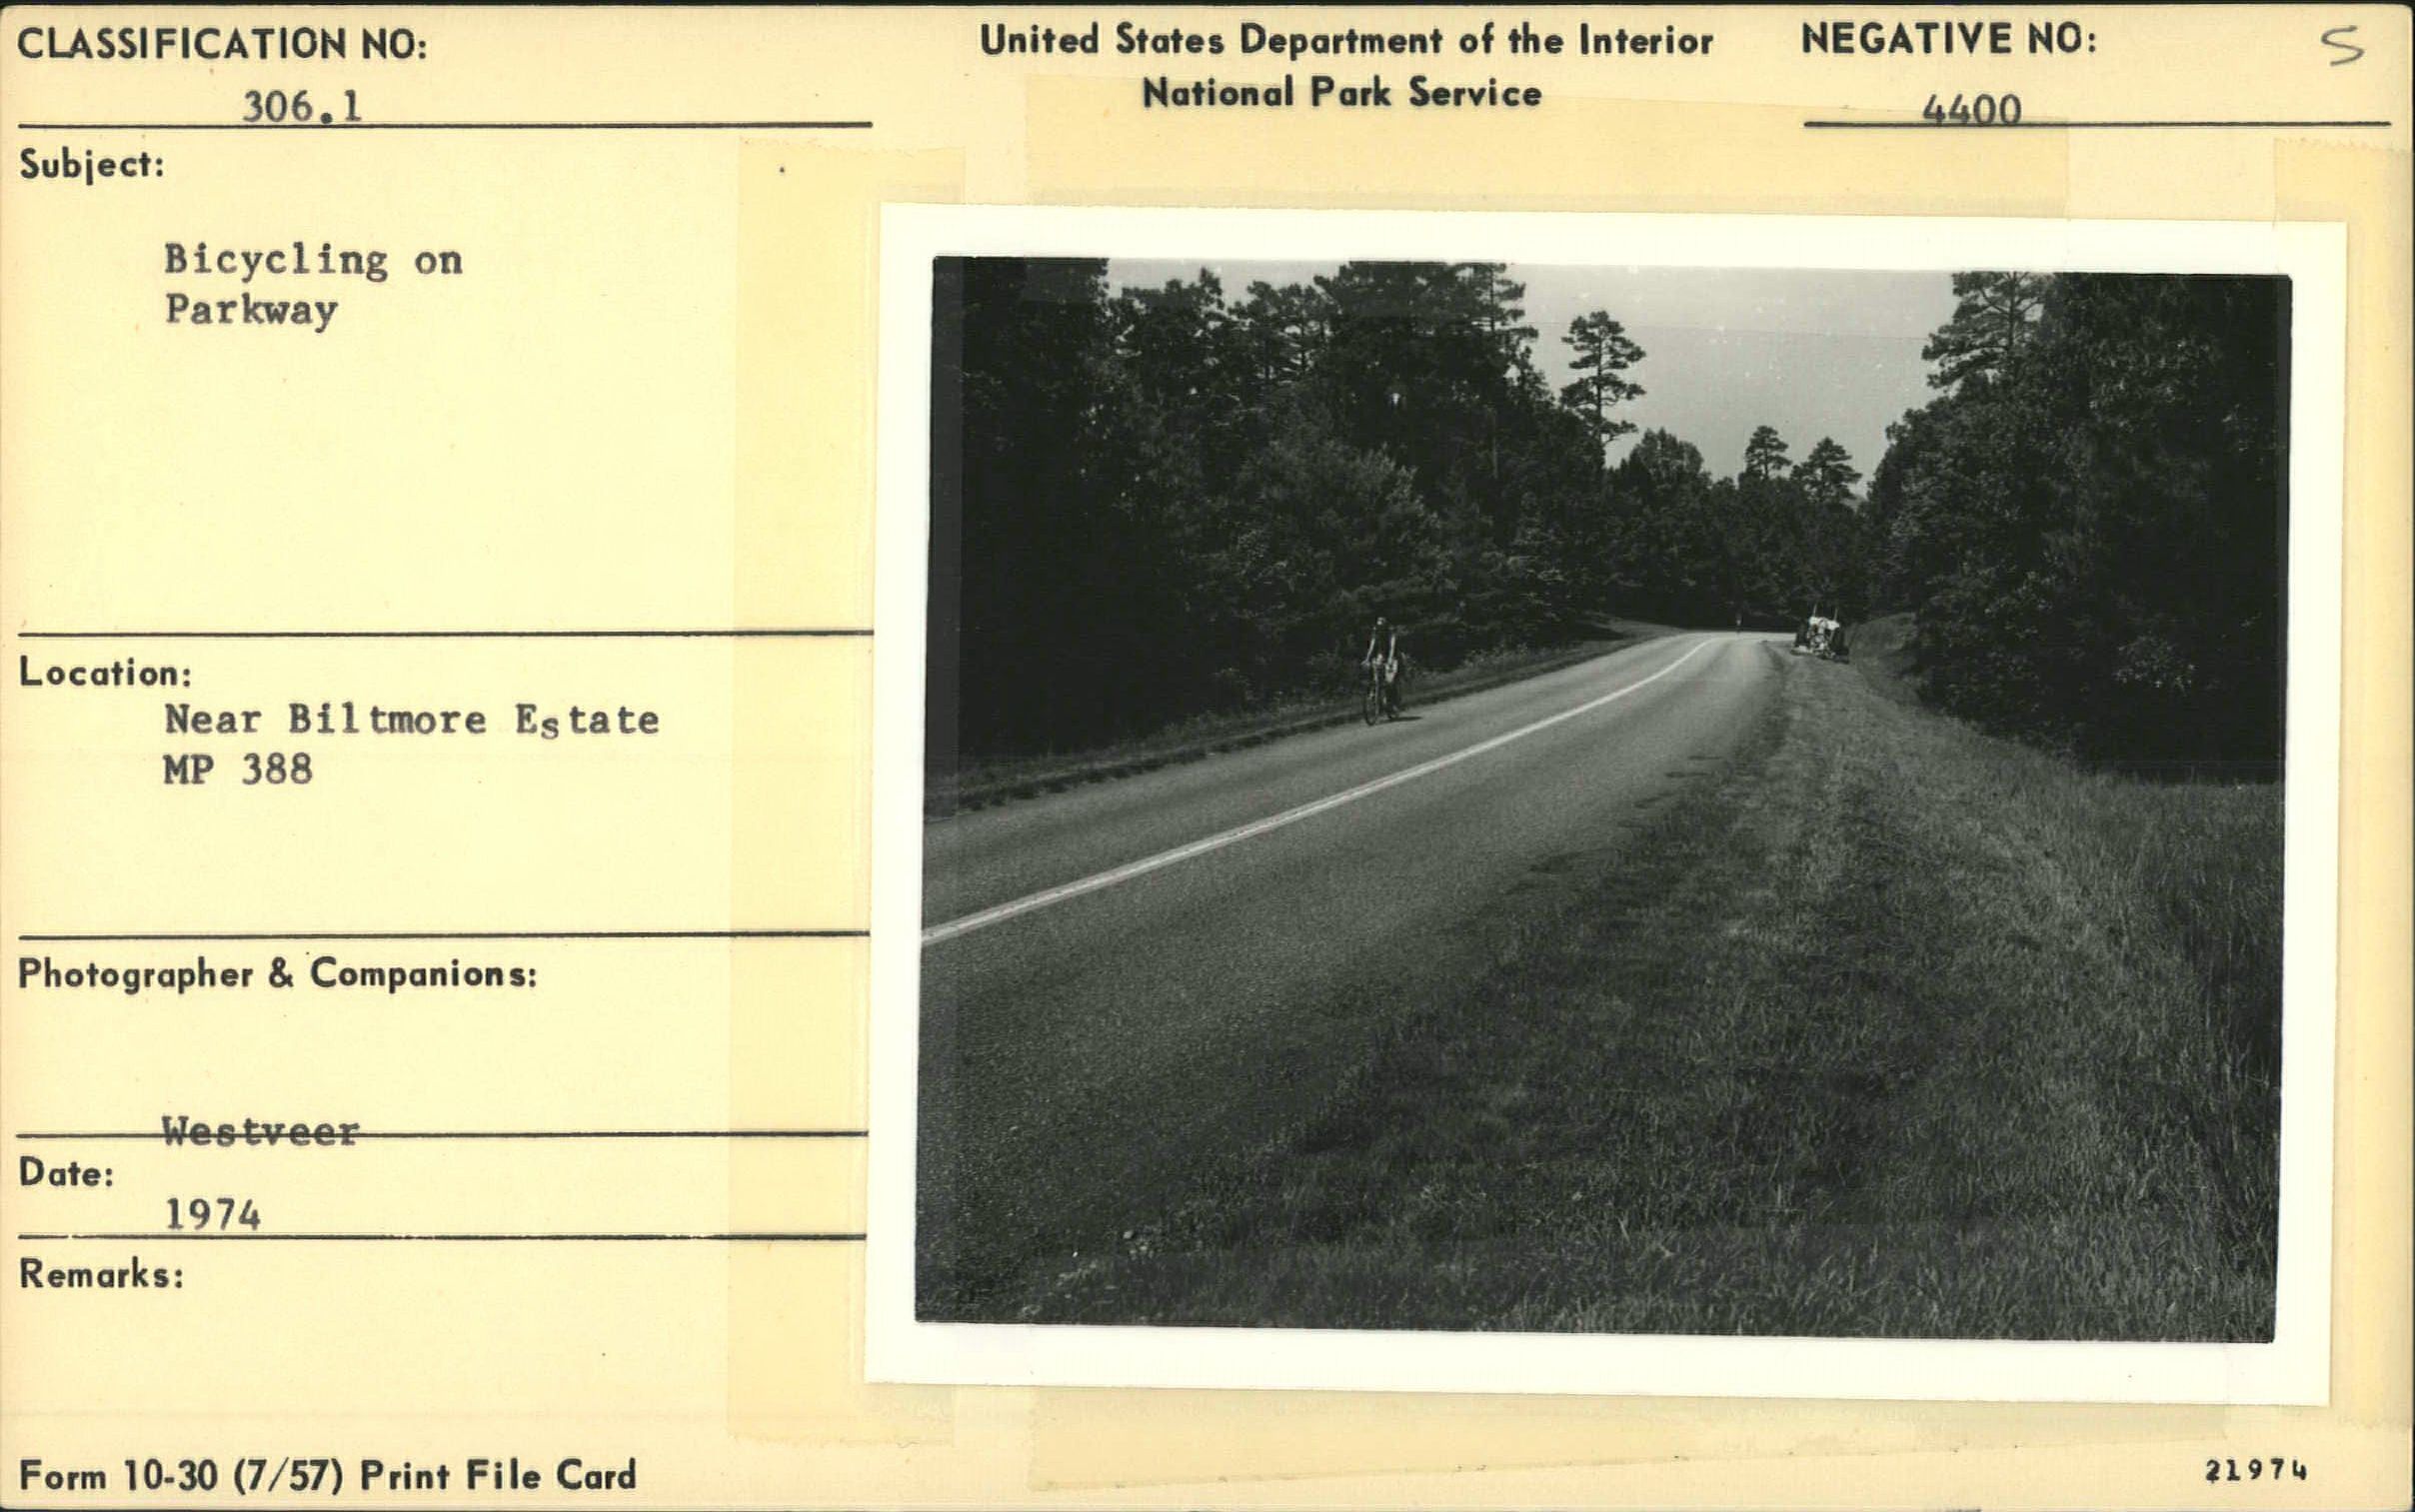 CLASSIFICATION NO:
306.1
United States Department of the Interior
National Park Service
NEGATIVE NO:
4400
S
Subject:
Bicycling on
Parkway
Location:
Near Biltmore Estate
MP 388
Photographer & Companions:
Westveer
Date:
1974
Remarks:
Form 10-30 (7/57) Print File Card
21974